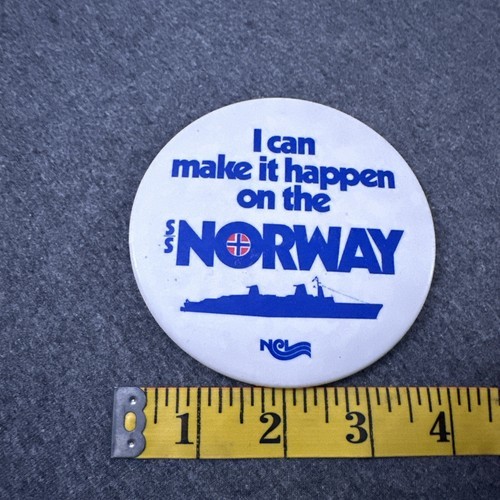 I can
make it happen
on the
SS NORWAY
NCL
1 2 3 4